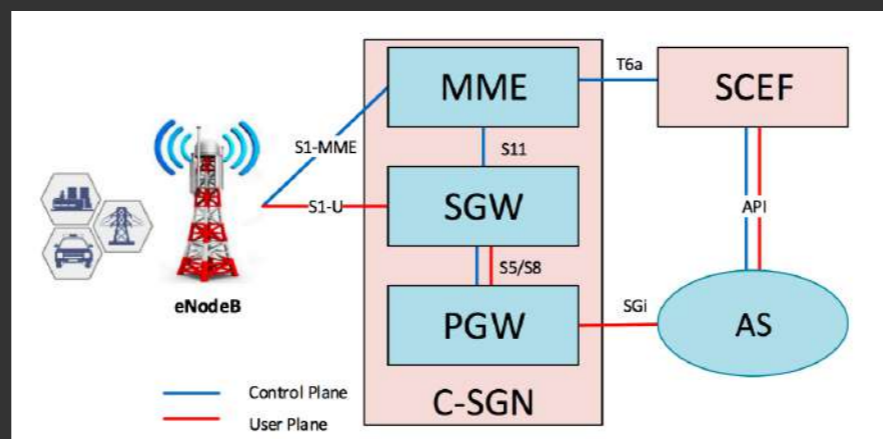 MME
T6a
SCEF
S1-MME
S11
S1-U
SGW
API
S5/S8
eNodeB
PGW
SGi
AS
Control Plane
C-SGN
User Plane